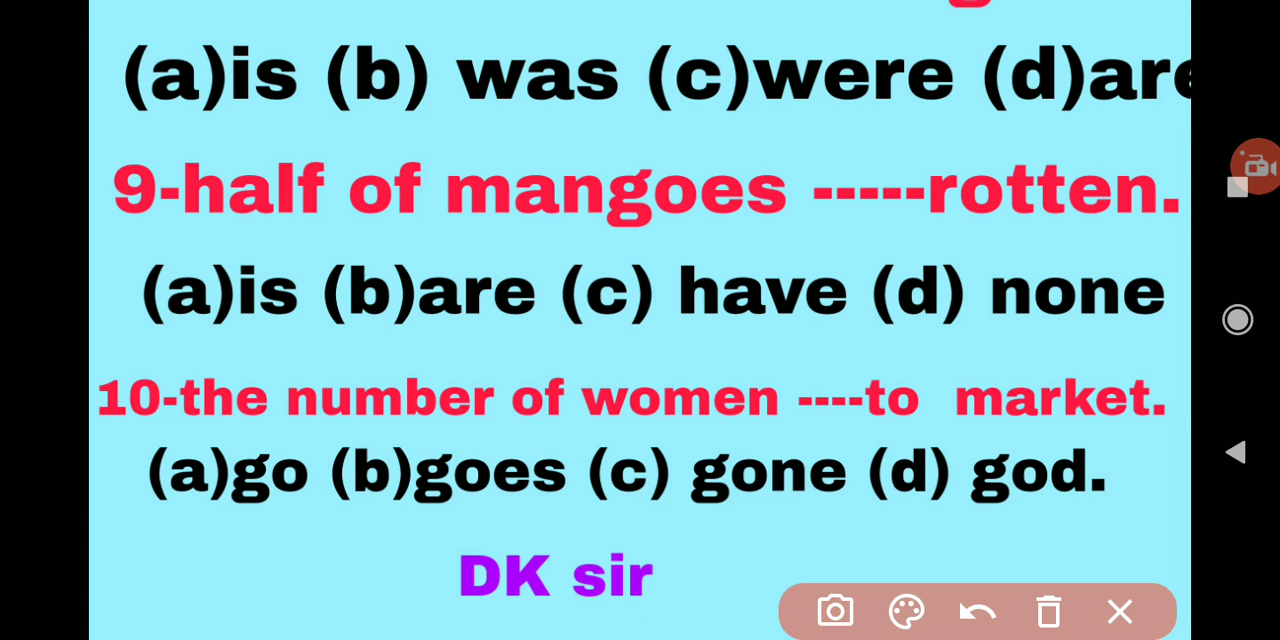 (a)is (b) was (c)were (d)are
9-half of mangoes -----rotten.
(a)is (b)are (c) have (d) none
10-the number of women ----to market.
(a)go (b)goes (c) gone (d) god.
DK sir